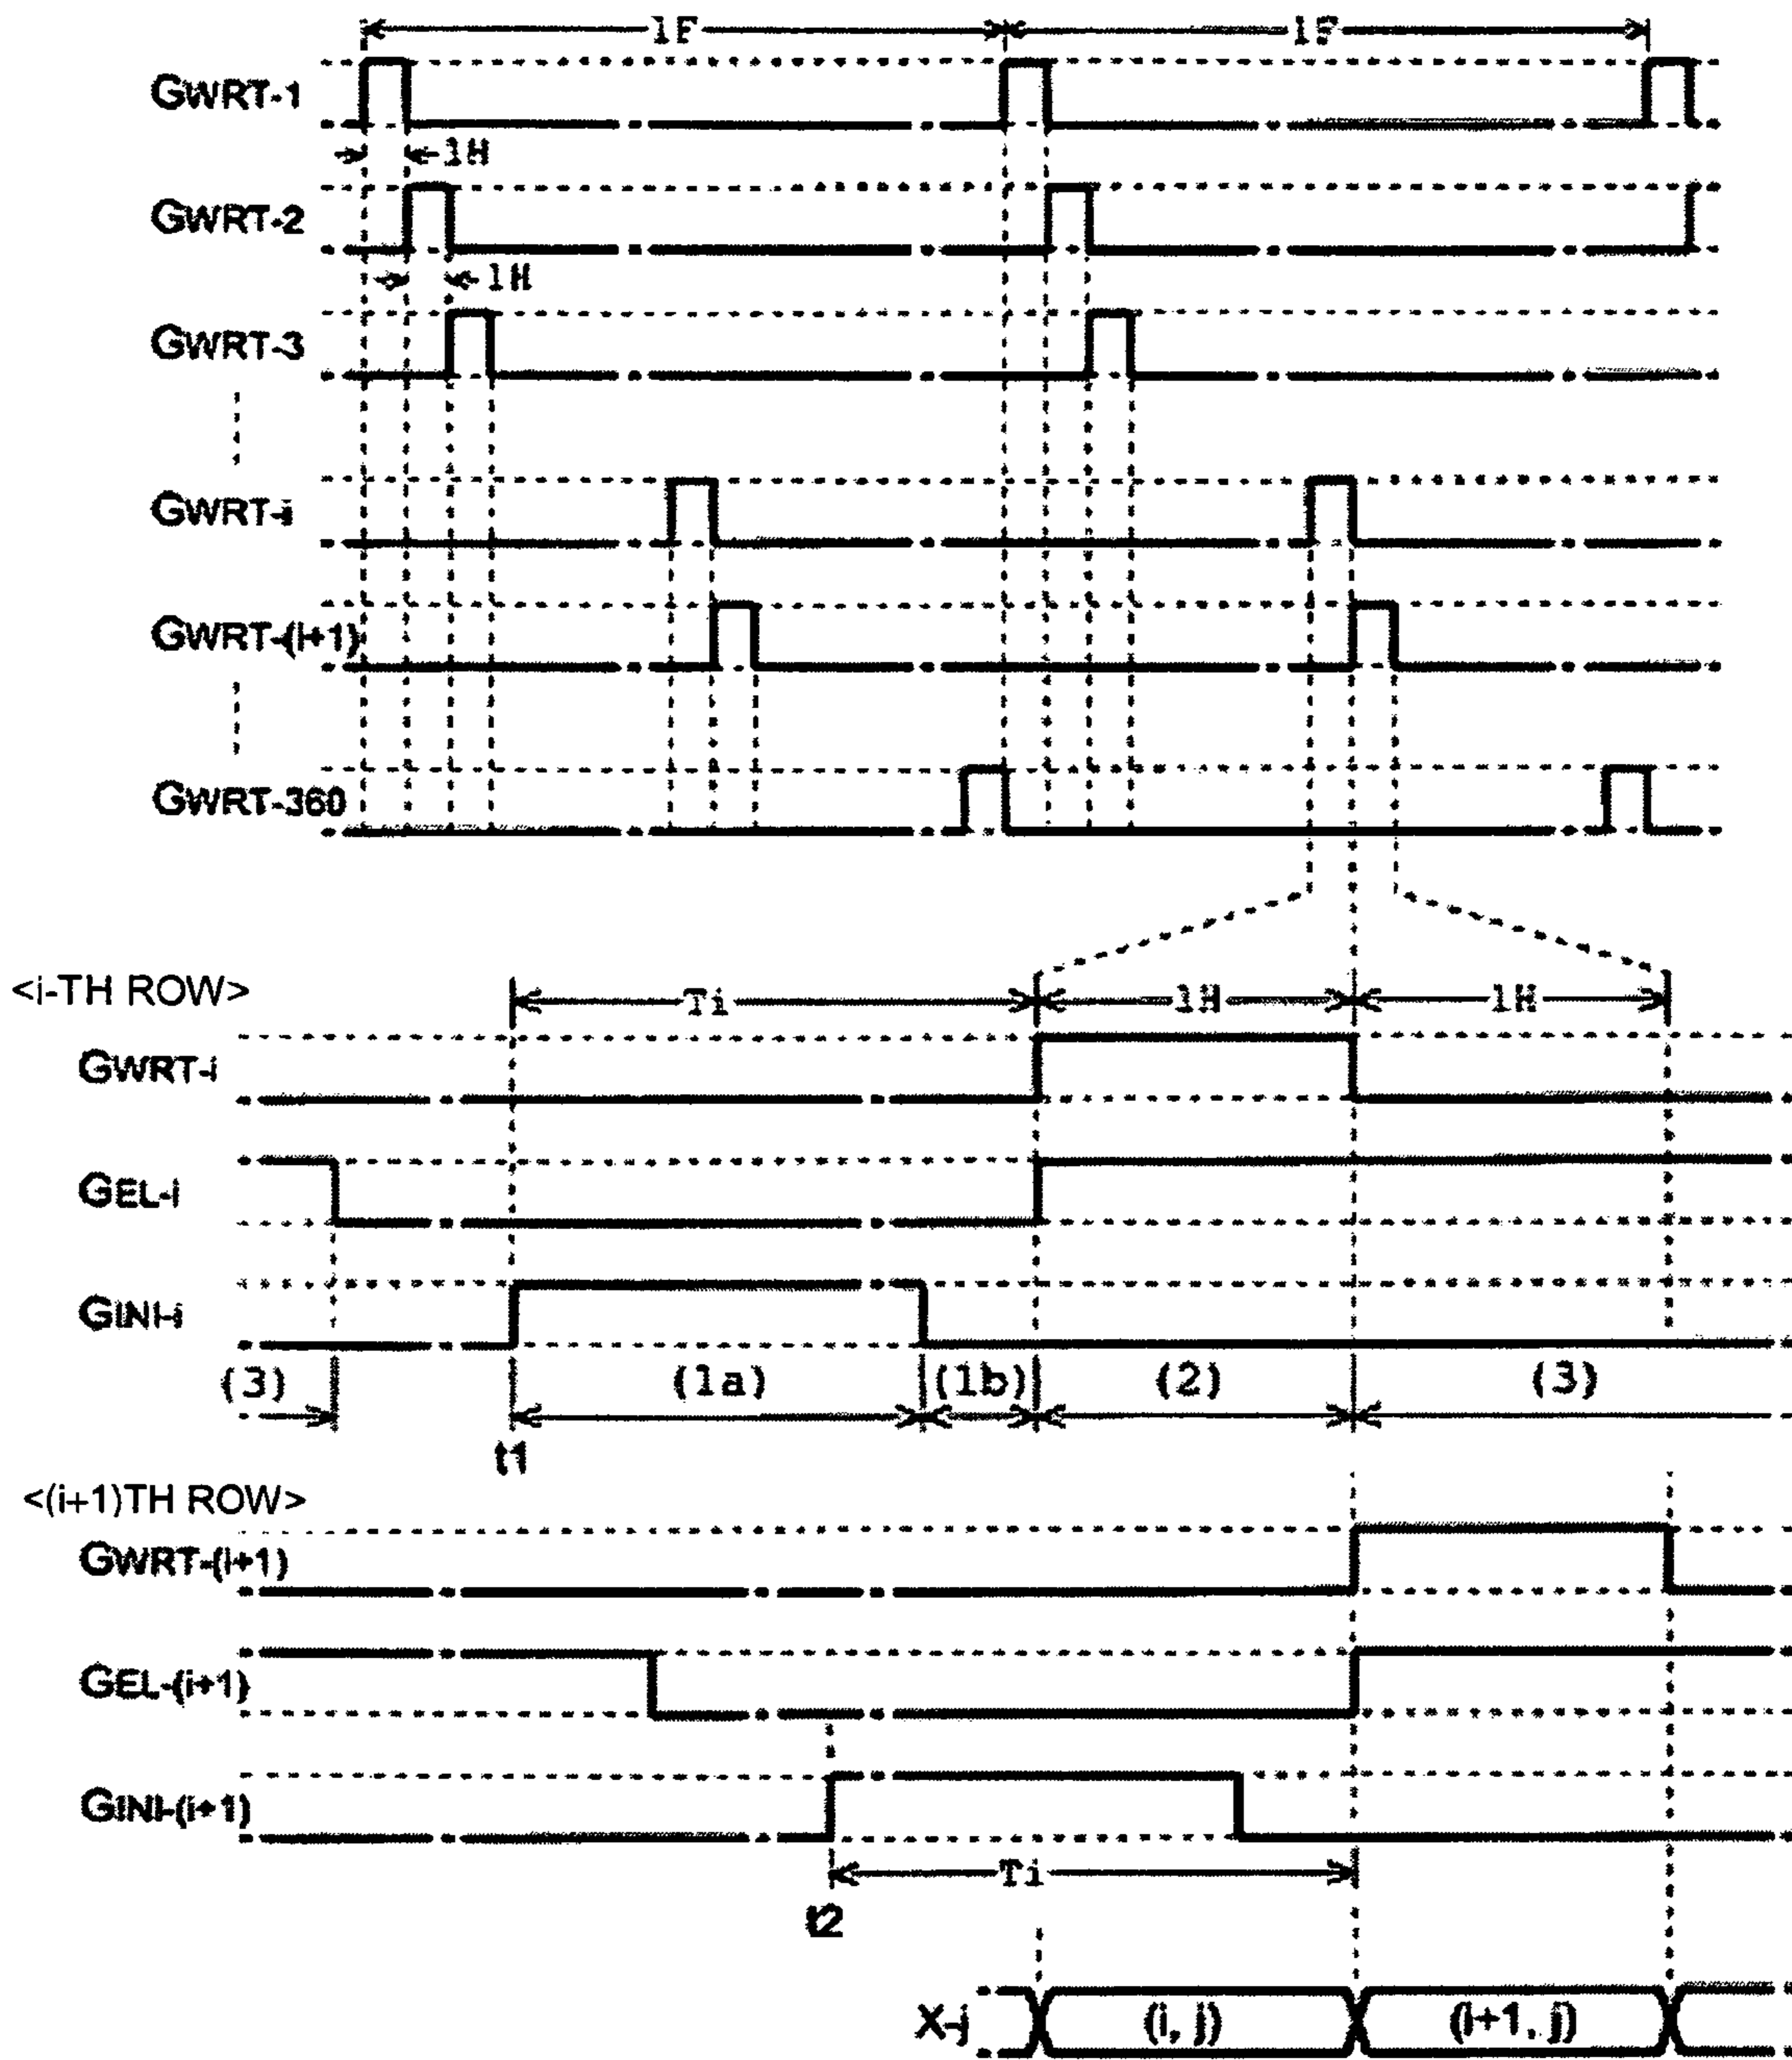 1F 1F
GWRT-1
1H
GWRT-2
1H
GWRT-3
GWRT-i
GWRT-(i+1)
GWRT-360
<i-TH ROW>
Ti 1H 1H
GWRT-i
GEL-i
GINI-i
(3) (1a) (1b) (2) (3)
t1
<(i+1)TH ROW>
GWRT-(i+1)
GEL-(i+1)
GINI-(i+1)
Ti
t2
X-j (i, j) (i+1, j)